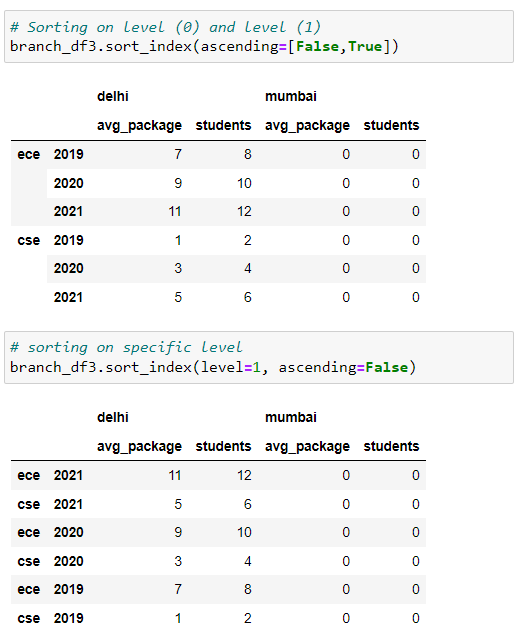 # Sorting on level (0) and level (1)
branch_df3.sort_index(ascending=[False,True])
delhi mumbai
avg_package students avg_package students
ece 2019 7 8 0 0
2020 9 10 0 0
2021 11 12 0 0
cse 2019 1 2 0 0
2020 3 4 0 0
2021 5 6 0 0
# sorting on specific level
branch_df3.sort_index(level=1, ascending=False)
delhi mumbai
avg_package students avg_package students
ece 2021 11 12 0 0
cse 2021 5 6 0 0
ece 2020 9 10 0 0
cse 2020 3 4 0 0
ece 2019 7 8 0 0
cse 2019 1 2 0 0